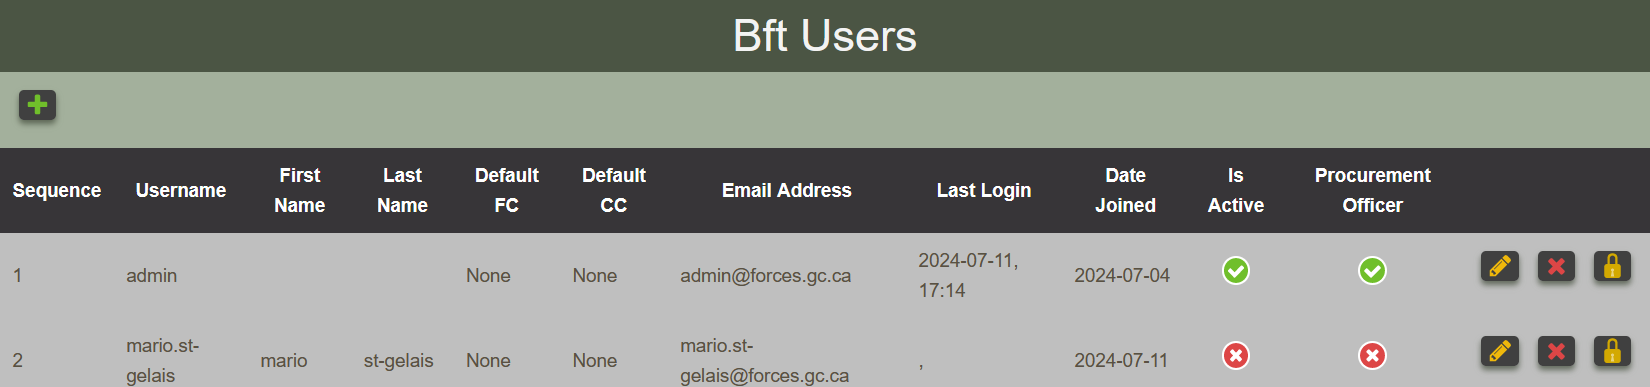 Bft Users
Sequence Username First Name Last Name Default FC Default CC Email Address Last Login Date Joined Is Active Procurement Officer
1 admin None None admin@forces.gc.ca 2024-07-11, 17:14 2024-07-04
2 mario.st-gelais mario st-gelais None None mario.st-gelais@forces.gc.ca , 2024-07-11